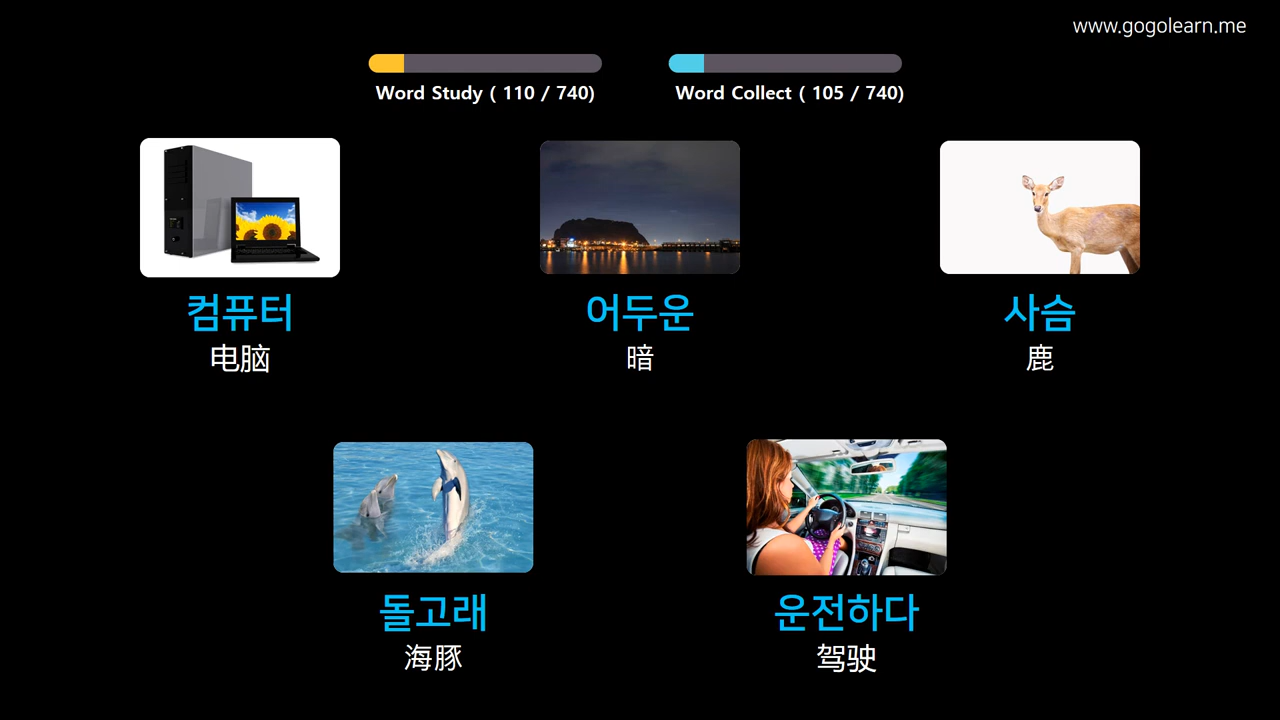 www.gogolearn.me
Word Study ( 110 / 740)
Word Collect ( 105 / 740)
컴퓨터
电脑
어두운
暗
사슴
鹿
돌고래
海豚
운전하다
驾驶